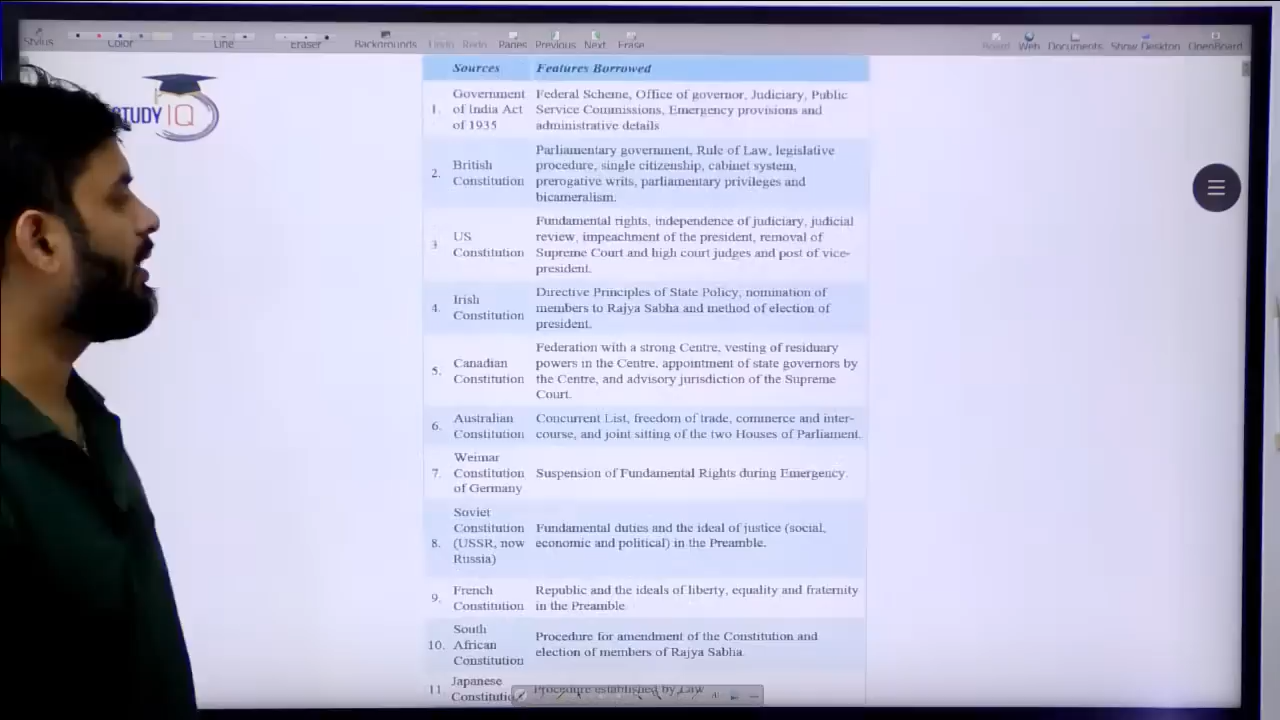 Stylus
Color
Line
Eraser
Backgrounds
Undo
Redo
Pages
Previous
Next
Erase
Board
Web
Documents
Show Desktop
OpenBoard
STUDY IQ
Sources Features Borrowed
1. Government of India Act of 1935
Federal Scheme, Office of governor, Judiciary, Public
Service Commissions, Emergency provisions and
administrative details
2. British Constitution
Parliamentary government, Rule of Law, legislative
procedure, single citizenship, cabinet system,
prerogative writs, parliamentary privileges and
bicameralism.
3 US Constitution
Fundamental rights, independence of judiciary, judicial
review, impeachment of the president, removal of
Supreme Court and high court judges and post of vice-
president.
4. Irish Constitution
Directive Principles of State Policy, nomination of
members to Rajya Sabha and method of election of
president.
5. Canadian Constitution
Federation with a strong Centre, vesting of residuary
powers in the Centre, appointment of state governors by
the Centre, and advisory jurisdiction of the Supreme
Court.
6. Australian Constitution
Concurrent List, freedom of trade, commerce and inter-
course, and joint sitting of the two Houses of Parliament.
7. Weimar Constitution of Germany
Suspension of Fundamental Rights during Emergency.
8. Soviet Constitution (USSR, now Russia)
Fundamental duties and the ideal of justice (social,
economic and political) in the Preamble.
9. French Constitution
Republic and the ideals of liberty, equality and fraternity
in the Preamble
10. South African Constitution
Procedure for amendment of the Constitution and
election of members of Rajya Sabha.
11. Japanese Constitutio
Procedure established by Law